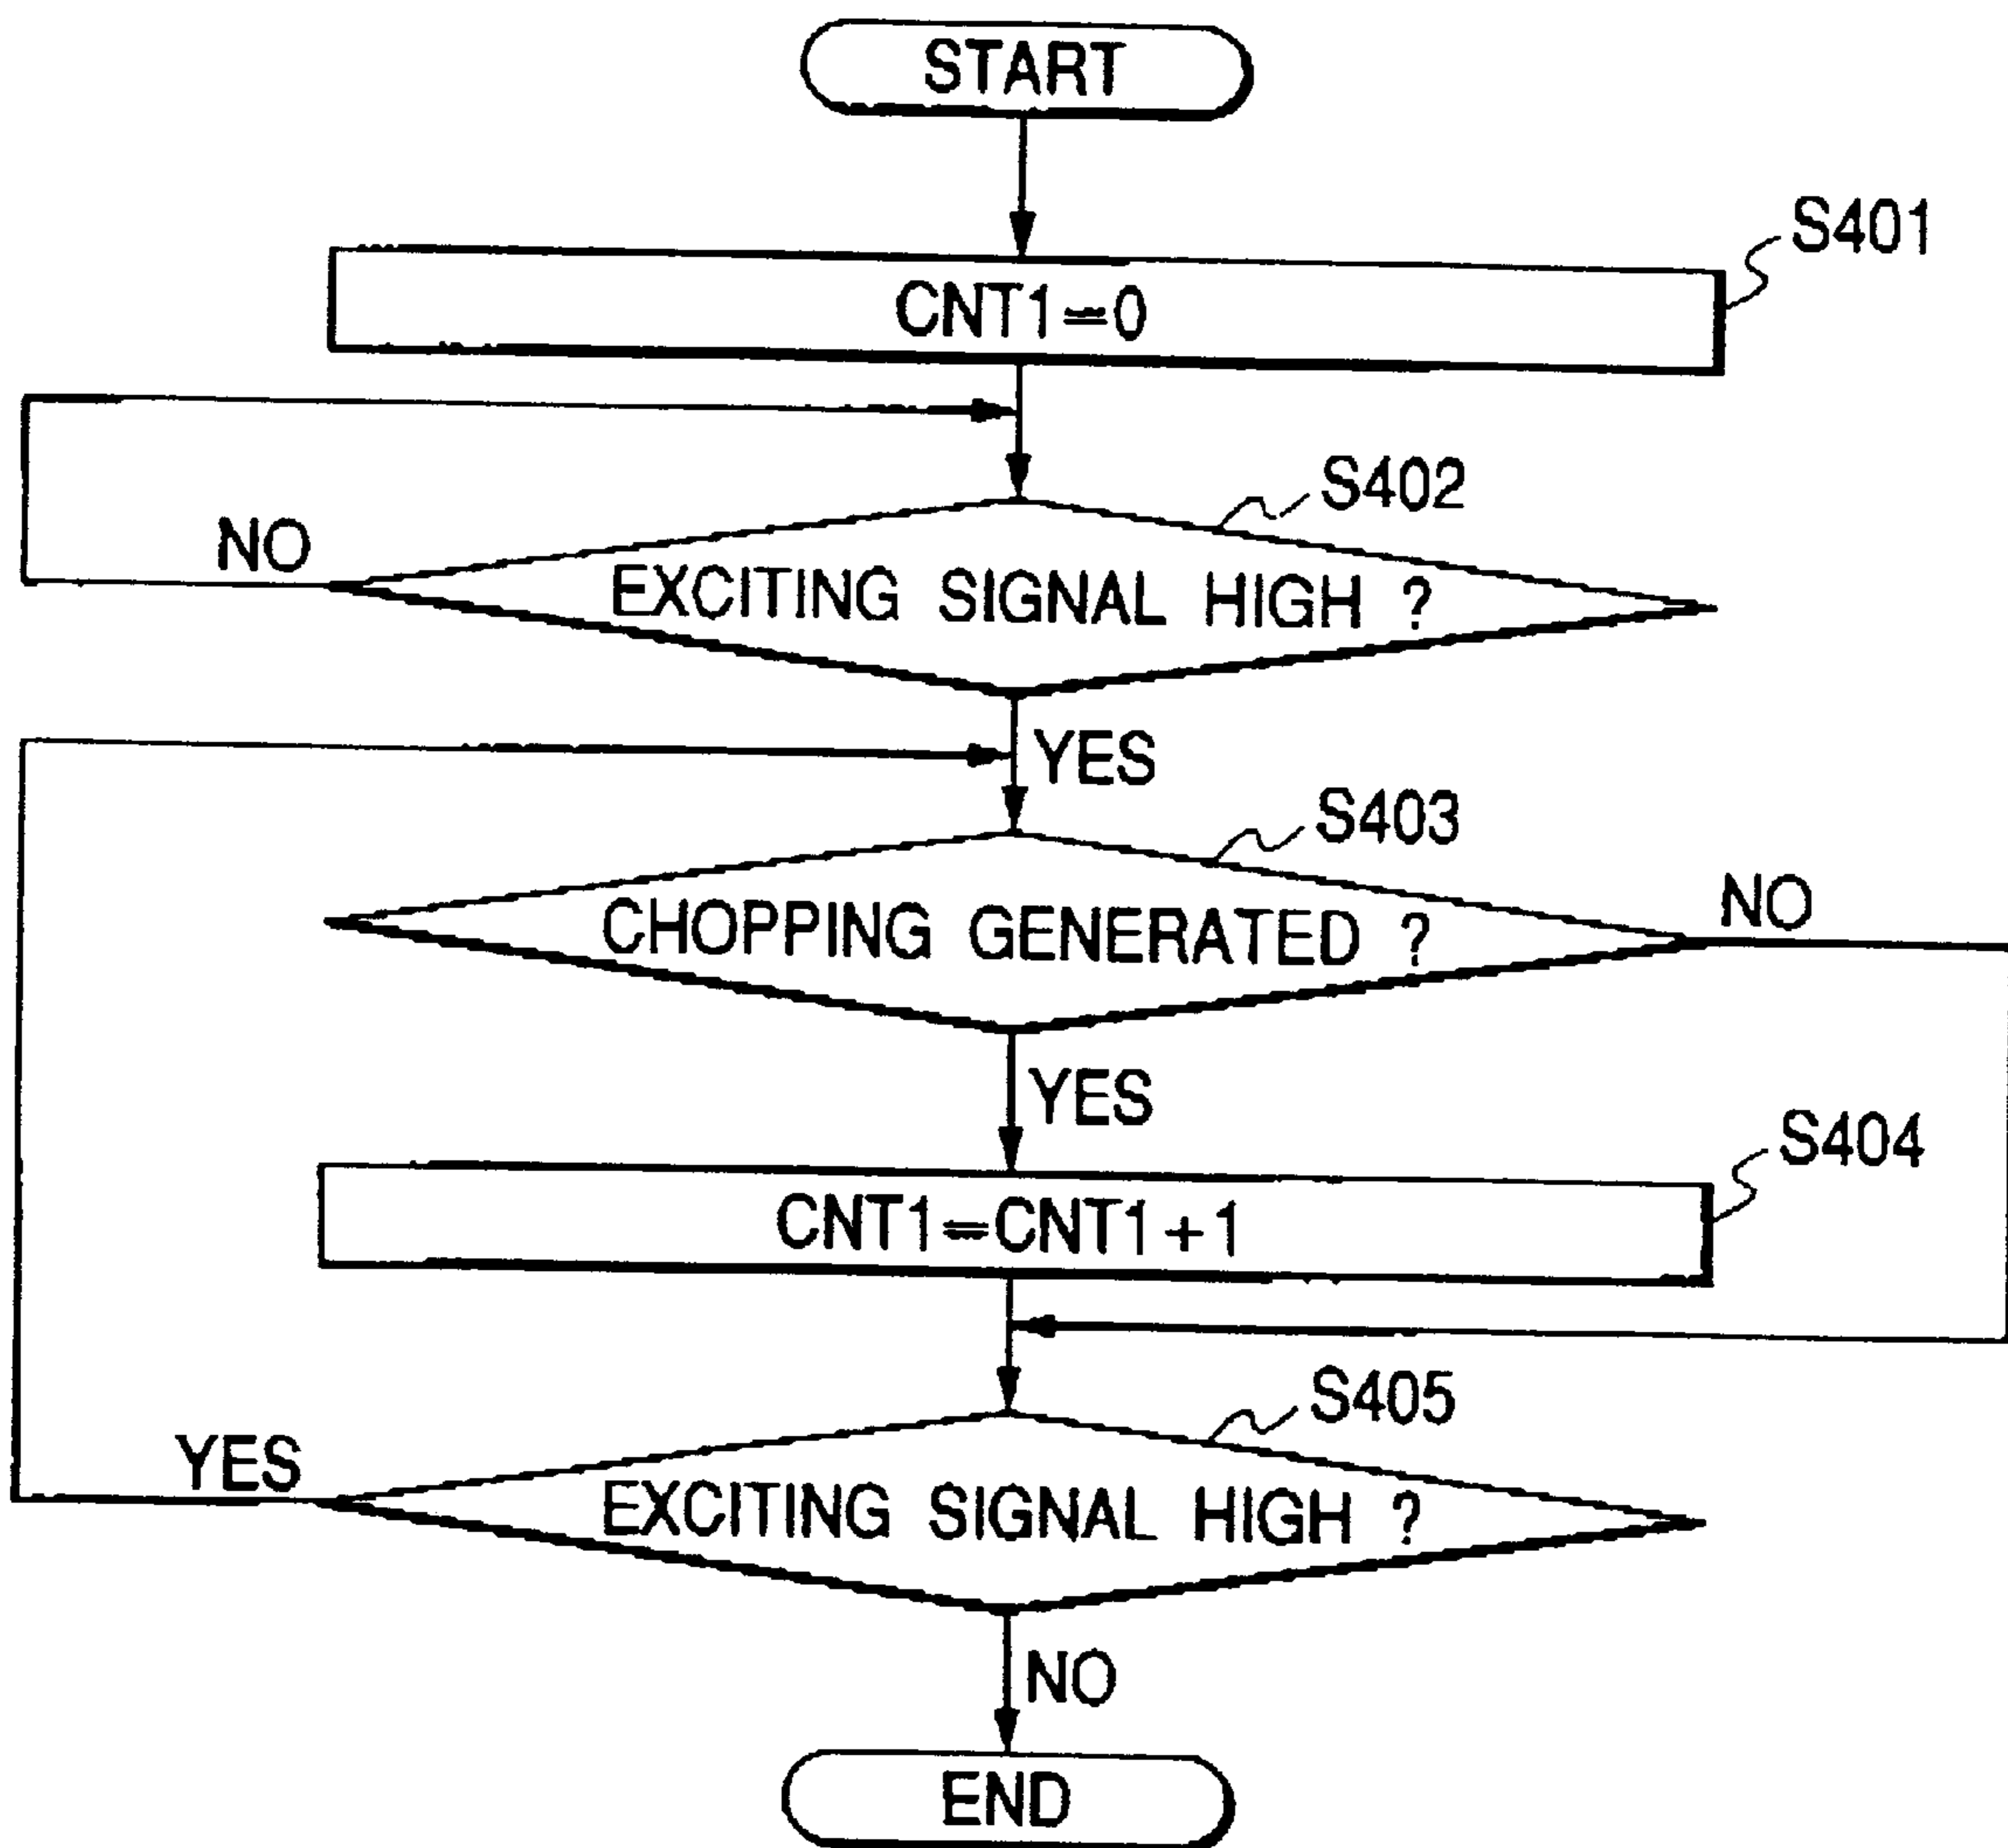 START
S401
CNT1=0
S402
NO
EXCITING SIGNAL HIGH ?
YES
S403
CHOPPING GENERATED ?
NO
YES
S404
CNT1=CNT1+1
S405
YES
EXCITING SIGNAL HIGH ?
NO
END